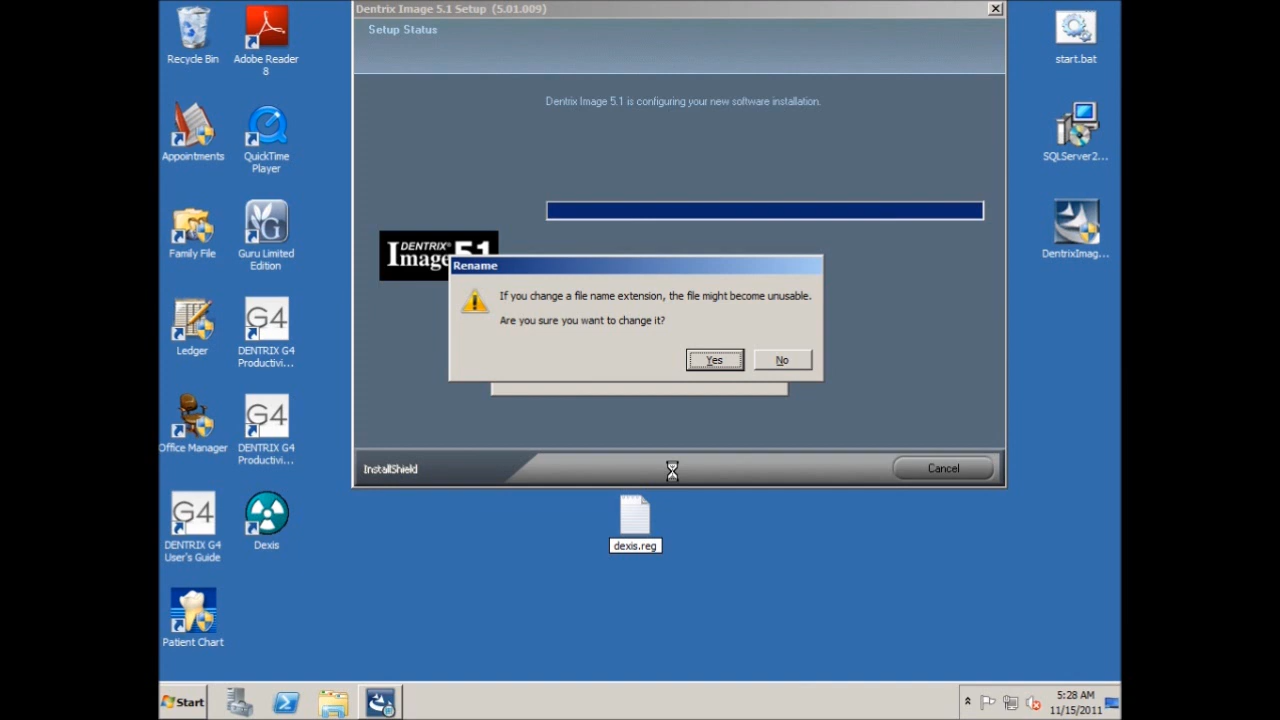 Dentrix Image 5.1 Setup (5.01.009)
Setup Status
Dentrix Image 5.1 is configuring your new software installation.
DENTRIX®
Image 5.1
Rename
If you change a file name extension, the file might become unusable.
Are you sure you want to change it?
Yes
No
InstallShield
Cancel
Recycle Bin
Adobe Reader
8
Appointments
QuickTime
Player
Family File
Guru Limited
Edition
Ledger
G4
DENTRIX G4
Productivi...
Office Manager
G4
DENTRIX G4
Productivi...
G4
DENTRIX G4
User's Guide
Dexis
Patient Chart
start.bat
SQLServer2...
DentrixImag...
dexis.reg
Start
5:28 AM
11/15/2011